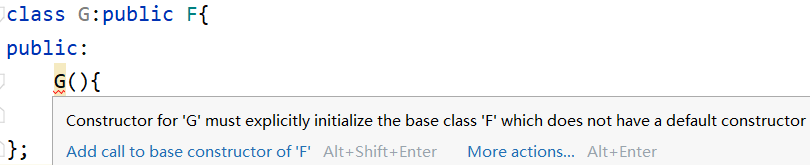 class G:public F{
public:
G(){
Constructor for 'G' must explicitly initialize the base class 'F' which does not have a default constructor
Add call to base constructor of 'F' Alt+Shift+Enter More actions... Alt+Enter
};